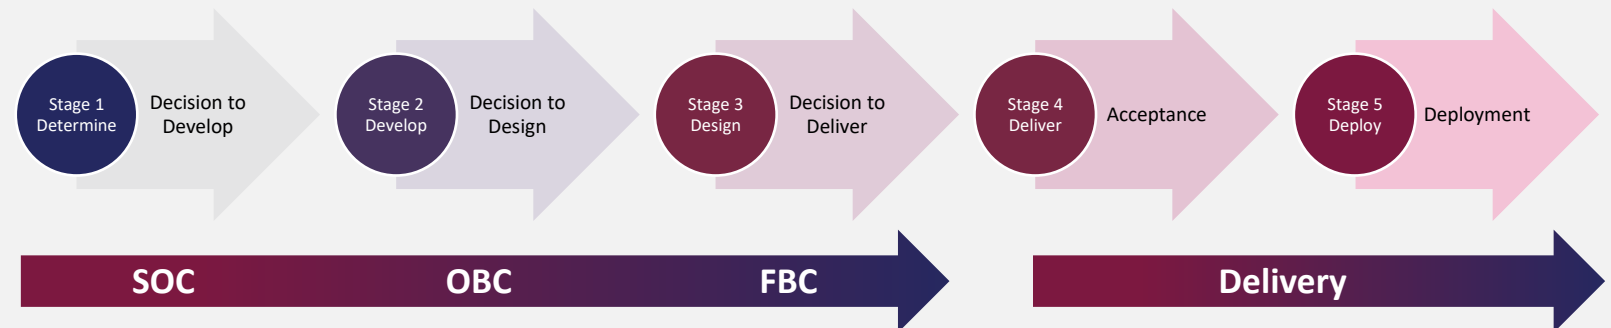 Stage 1
Determine
Decision to
Develop
Stage 2
Develop
Decision to
Design
Stage 3
Design
Decision to
Deliver
Stage 4
Deliver
Acceptance
Stage 5
Deploy
Deployment
SOC
OBC
FBC
Delivery